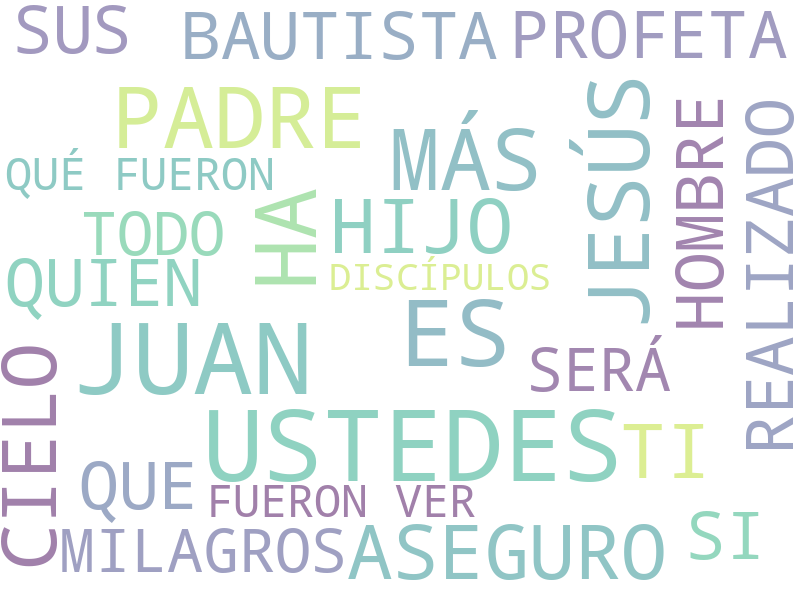 SUS
BAUTISTA
PROFETA
PADRE
MÁS
JESÚS
HOMBRE
REALIZADO
QUÉ FUERON
TODO
HA
HIJO
QUIEN
DISCÍPULOS
ES
JUAN
SERÁ
CIELO
USTEDES
TI
QUE
FUERON VER
MILAGROS
ASEGURO
SI